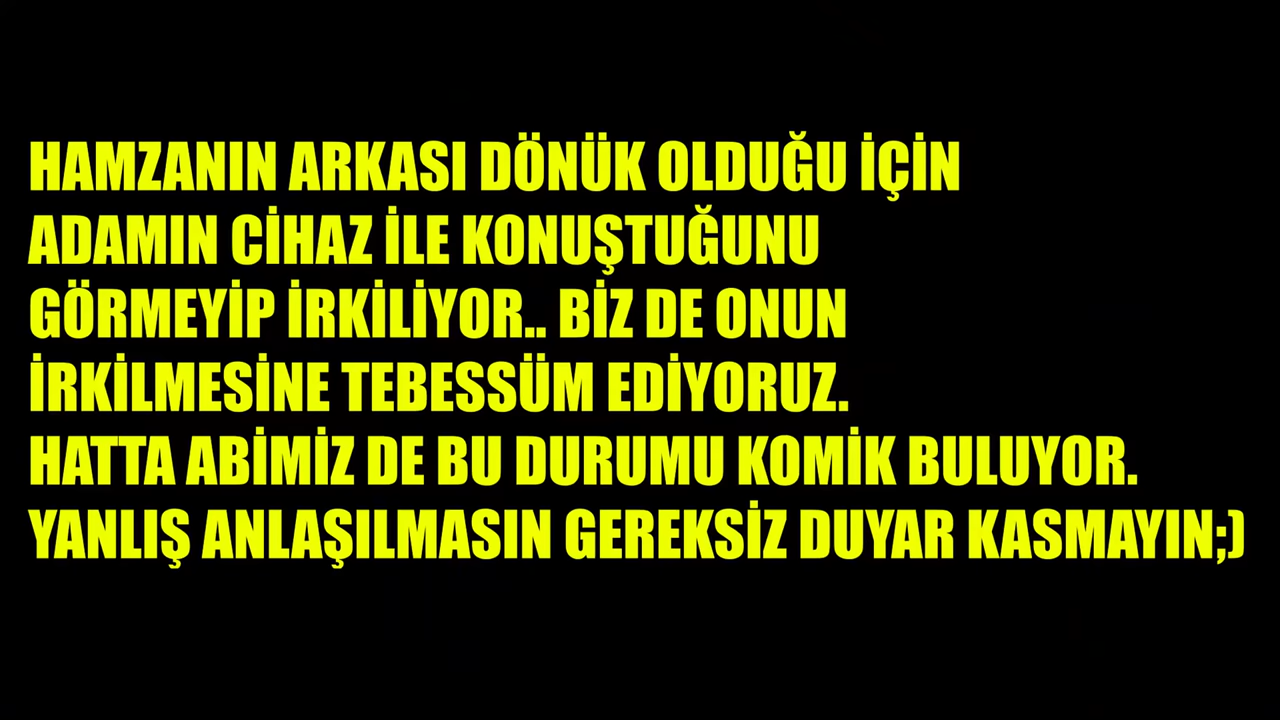 HAMZANIN ARKASI DÖNÜK OLDUĞU İÇİN
ADAMIN CİHAZ İLE KONUŞTUĞUNU
GÖRMEYİP İRKİLİYOR.. BİZ DE ONUN
İRKİLMESİNE TEBESSÜM EDİYORUZ.
HATTA ABİMİZ DE BU DURUMU KOMİK BULUYOR.
YANLIŞ ANLAŞILMASIN GEREKSİZ DUYAR KASMAYIN;)